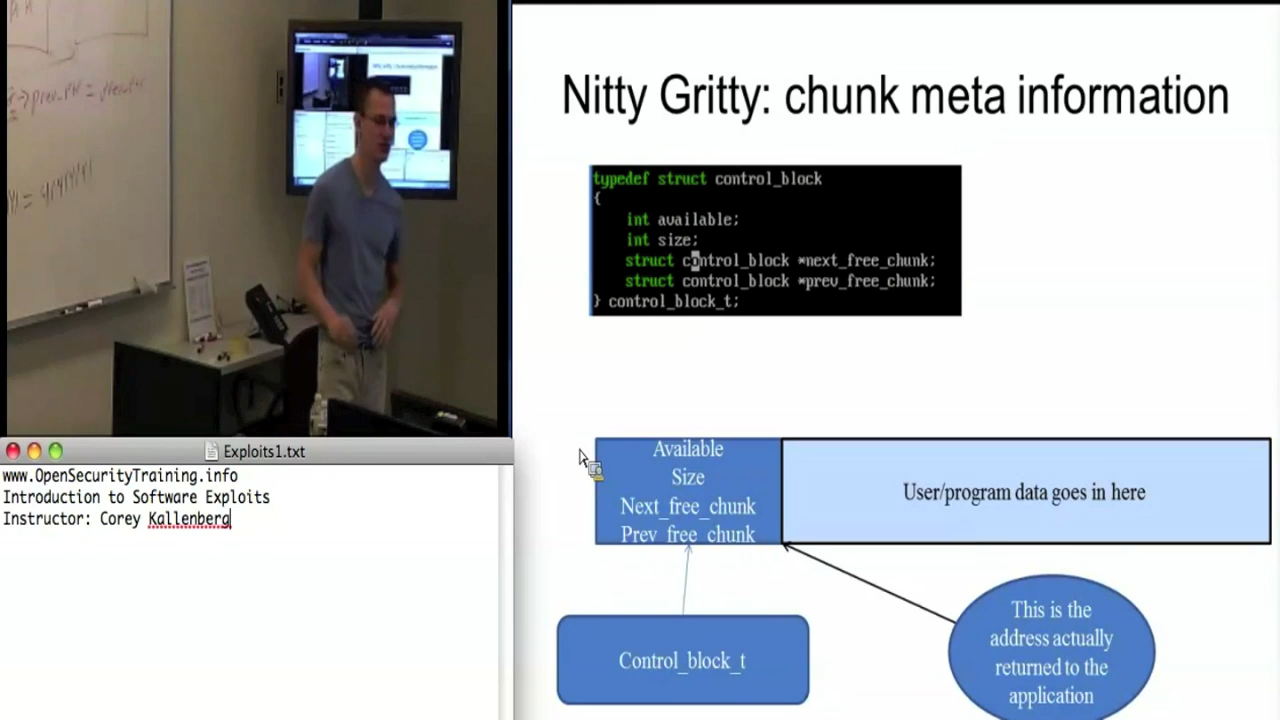 Nitty Gritty: chunk meta information
typedef struct control_block
{
int available;
int size;
struct control_block *next_free_chunk;
struct control_block *prev_free_chunk;
} control_block_t;
Available
Size
Next_free_chunk
Prev_free_chunk
User/program data goes in here
Control_block_t
This is the
address actually
returned to the
application
Exploits1.txt
www.OpenSecurityTraining.info
Introduction to Software Exploits
Instructor: Corey Kallenberg